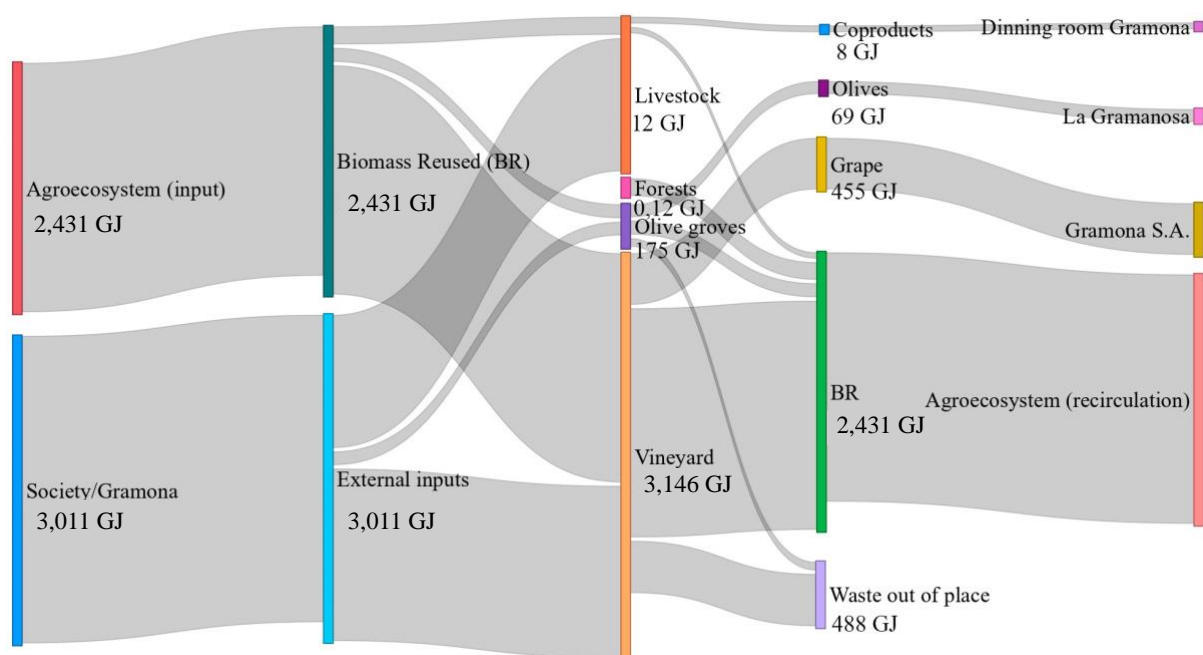 Agroecosystem (input)
2,431 GJ
Society/Gramona
3,011 GJ
Biomass Reused (BR)
2,431 GJ
External inputs
3,011 GJ
Livestock
12 GJ
Forests
0,12 GJ
Olive groves
175 GJ
Vineyard
3,146 GJ
Coproducts
8 GJ
Olives
69 GJ
Grape
455 GJ
BR
2,431 GJ
Waste out of place
488 GJ
Dinning room Gramona
La Gramanosa
Gramona S.A.
Agroecosystem (recirculation)